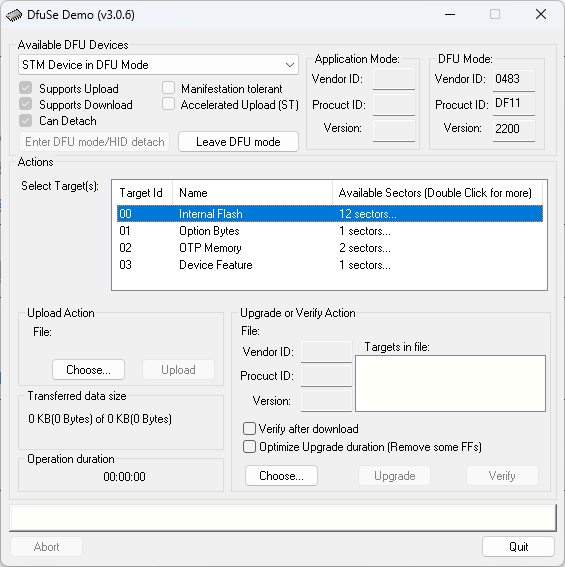 DfuSe Demo (v3.0.6)
Available DFU Devices
STM Device in DFU Mode
Supports Upload
Manifestation tolerant
Supports Download
Accelerated Upload (ST)
Can Detach
Enter DFU mode/HID detach
Leave DFU mode
Application Mode:
Vendor ID:
Procuct ID:
Version:
DFU Mode:
Vendor ID: 0483
Procuct ID: DF11
Version: 2200
Actions
Select Target(s):
Target Id Name Available Sectors (Double Click for more)
00 Internal Flash 12 sectors...
01 Option Bytes 1 sectors...
02 OTP Memory 2 sectors...
03 Device Feature 1 sectors...
Upload Action
File:
Choose...
Upload
Transferred data size
0 KB(0 Bytes) of 0 KB(0 Bytes)
Operation duration
00:00:00
Upgrade or Verify Action
File:
Vendor ID:
Procuct ID:
Version:
Targets in file:
Verify after download
Optimize Upgrade duration (Remove some FFs)
Choose...
Upgrade
Verify
Abort
Quit